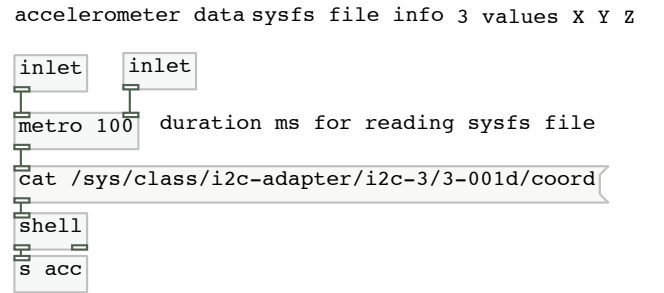 accelerometer data sysfs file info 3 values X Y Z
inlet inlet
metro 100 duration ms for reading sysfs file
cat /sys/class/i2c-adapter/i2c-3/3-001d/coord
shell
s acc